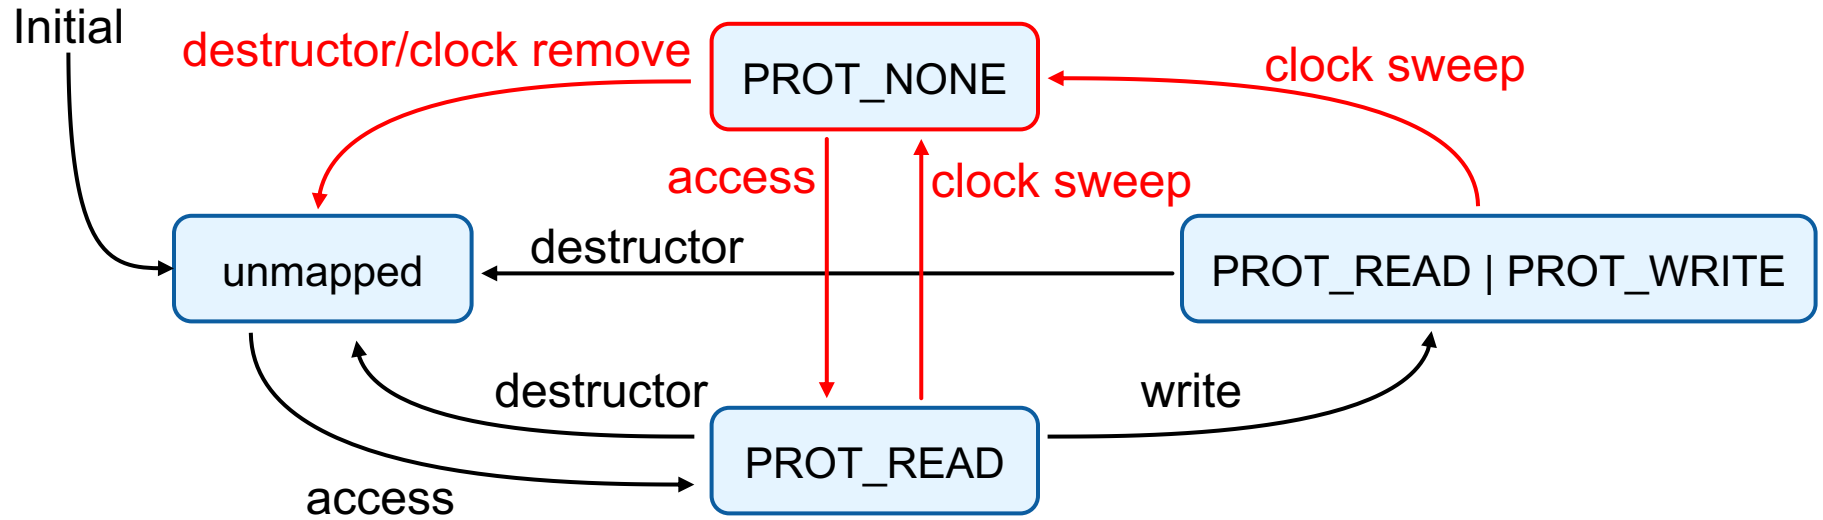 Initial
destructor/clock remove
PROT_NONE
clock sweep
access
clock sweep
unmapped
destructor
PROT_READ | PROT_WRITE
destructor
write
PROT_READ
access